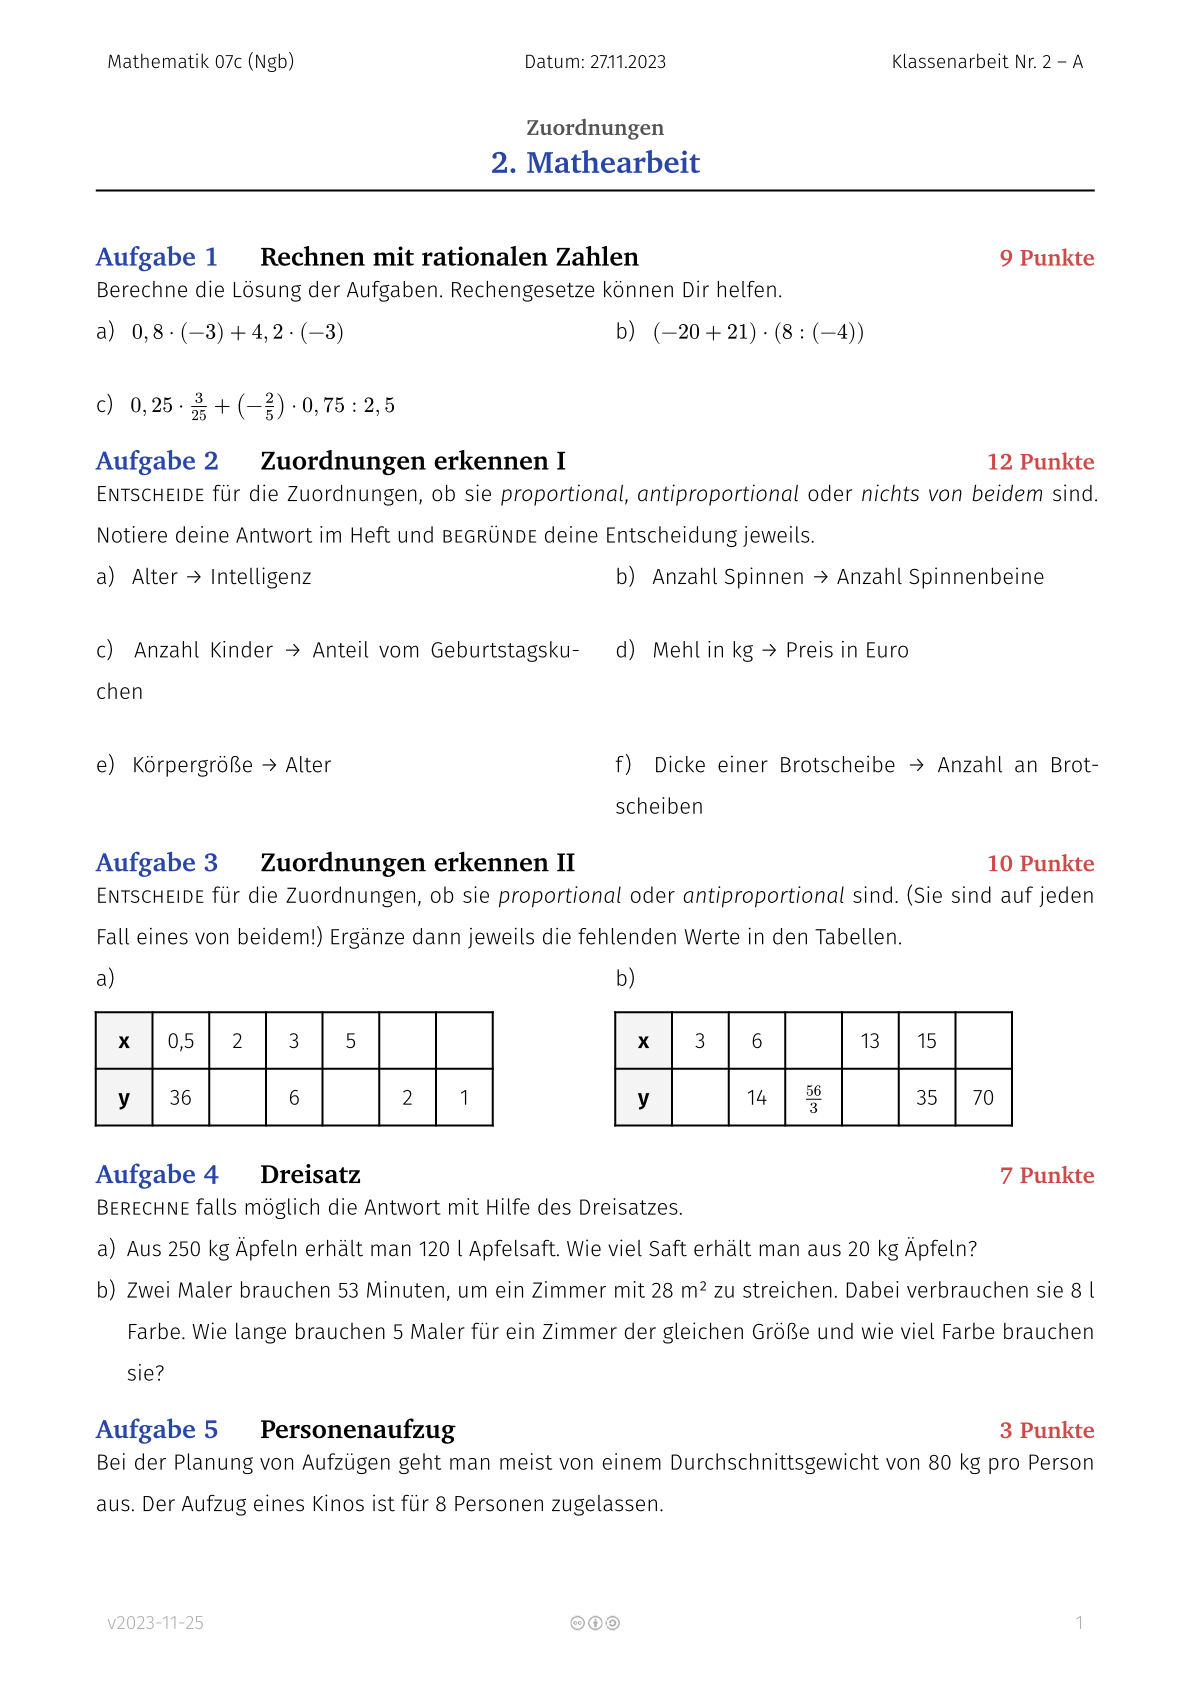 Mathematik 07c (Ngb) Datum: 27.11.2023 Klassenarbeit Nr. 2 – A
Zuordnungen
2. Mathearbeit
Aufgabe 1 Rechnen mit rationalen Zahlen 9 Punkte
Berechne die Lösung der Aufgaben. Rechengesetze können Dir helfen.
a) 0,8 · (−3) + 4,2 · (−3) b) (−20 + 21) · (8 : (−4))
c) 0,25 · 3/25 + (−2/5) · 0,75 : 2,5
Aufgabe 2 Zuordnungen erkennen I 12 Punkte
ENTSCHEIDE für die Zuordnungen, ob sie proportional, antiproportional oder nichts von beidem sind.
Notiere deine Antwort im Heft und BEGRÜNDE deine Entscheidung jeweils.
a) Alter → Intelligenz b) Anzahl Spinnen → Anzahl Spinnenbeine
c) Anzahl Kinder → Anteil vom Geburtstagsku- d) Mehl in kg → Preis in Euro
chen
e) Körpergröße → Alter f) Dicke einer Brotscheibe → Anzahl an Brot-
scheiben
Aufgabe 3 Zuordnungen erkennen II 10 Punkte
ENTSCHEIDE für die Zuordnungen, ob sie proportional oder antiproportional sind. (Sie sind auf jeden
Fall eines von beidem!) Ergänze dann jeweils die fehlenden Werte in den Tabellen.
a) b)
x 0,5 2 3 5 x 3 6 13 15
y 36 6 2 1 y 14 56/3 35 70
Aufgabe 4 Dreisatz 7 Punkte
BERECHNE falls möglich die Antwort mit Hilfe des Dreisatzes.
a) Aus 250 kg Äpfeln erhält man 120 l Apfelsaft. Wie viel Saft erhält man aus 20 kg Äpfeln?
b) Zwei Maler brauchen 53 Minuten, um ein Zimmer mit 28 m² zu streichen. Dabei verbrauchen sie 8 l
Farbe. Wie lange brauchen 5 Maler für ein Zimmer der gleichen Größe und wie viel Farbe brauchen
sie?
Aufgabe 5 Personenaufzug 3 Punkte
Bei der Planung von Aufzügen geht man meist von einem Durchschnittsgewicht von 80 kg pro Person
aus. Der Aufzug eines Kinos ist für 8 Personen zugelassen.
v2023-11-25 1